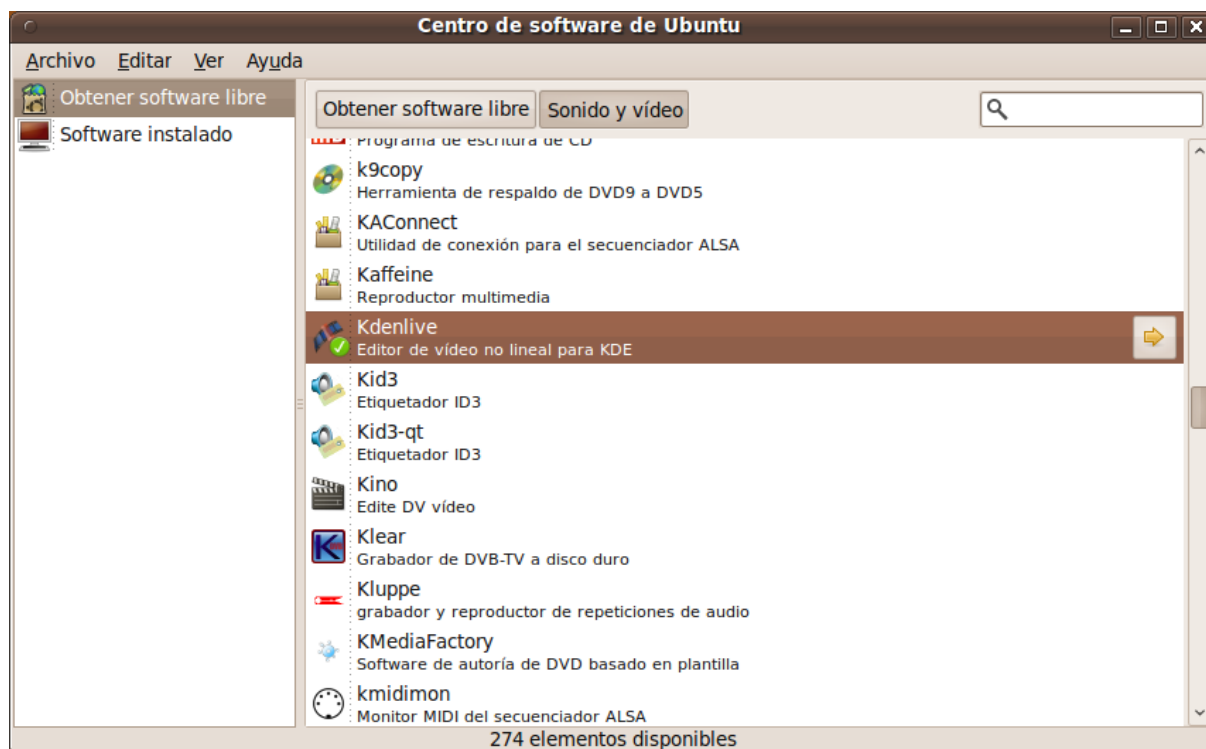 Centro de software de Ubuntu
Archivo Editar Ver Ayuda
Obtener software libre
Software instalado
Obtener software libre Sonido y vídeo
Programa de escritura de CD
k9copy
Herramienta de respaldo de DVD9 a DVD5
KAConnect
Utilidad de conexión para el secuenciador ALSA
Kaffeine
Reproductor multimedia
Kdenlive
Editor de vídeo no lineal para KDE
Kid3
Etiquetador ID3
Kid3-qt
Etiquetador ID3
Kino
Edite DV vídeo
Klear
Grabador de DVB-TV a disco duro
Kluppe
grabador y reproductor de repeticiones de audio
KMediaFactory
Software de autoría de DVD basado en plantilla
kmidimon
Monitor MIDI del secuenciador ALSA
274 elementos disponibles